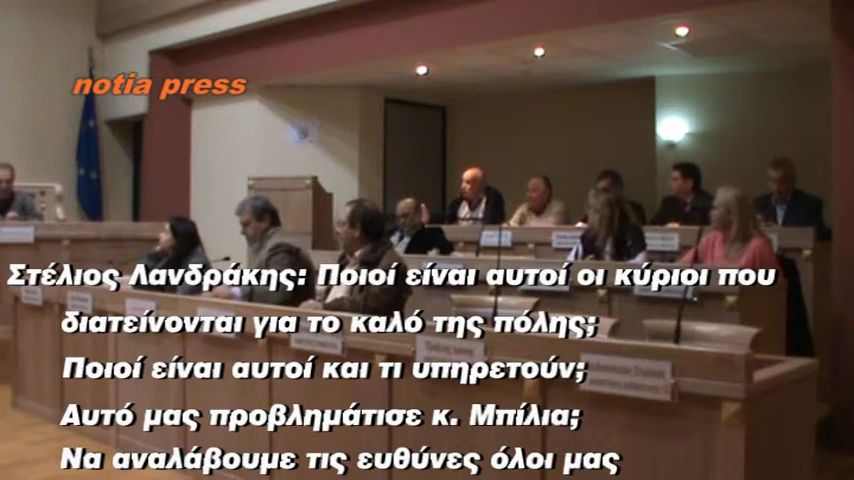 notia press
Στέλιος Λανδράκης: Ποιοί είναι αυτοί οι κύριοι που
διατείνονται για το καλό της πόλης;
Ποιοί είναι αυτοί και τι υπηρετούν;
Αυτό μας προβλημάτισε κ. Μπίλια;
Να αναλάβουμε τις ευθύνες όλοι μας